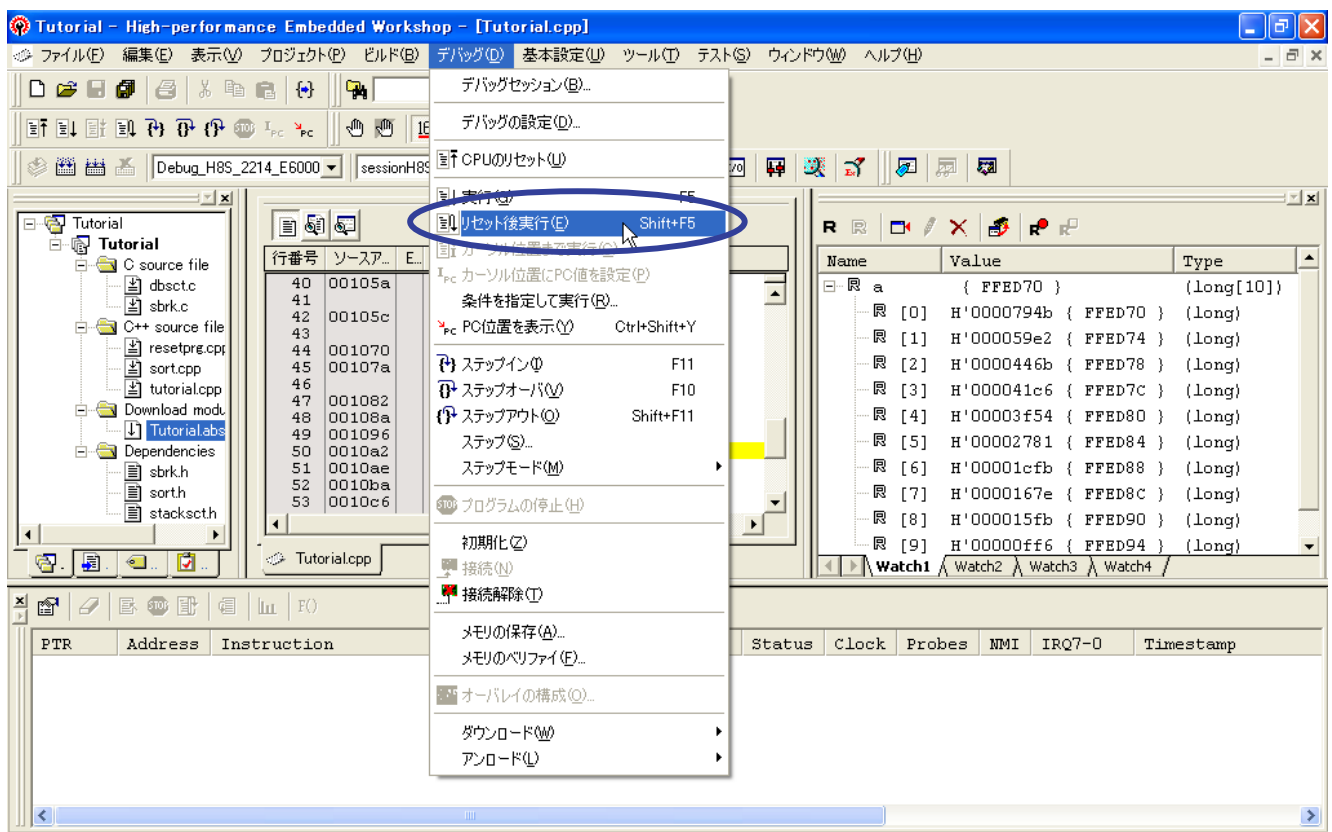 Tutorial - High-performance Embedded Workshop - [Tutorial.cpp]
ファイル(F) 編集(E) 表示(V) プロジェクト(P) ビルド(B) デバッグ(D) 基本設定(U) ツール(T) テスト(S) ウィンドウ(W) ヘルプ(H)
Debug_H8S_2214_E6000
sessionH8S
デバッグセッション(B)...
デバッグの設定(D)...
CPUのリセット(U)
実行(G) F5
リセット後実行(E) Shift+F5
カーソル位置まで実行(C)
カーソル位置にPC値を設定(P)
条件を指定して実行(R)...
PC位置を表示(Y) Ctrl+Shift+Y
ステップイン(I) F11
ステップオーバ(V) F10
ステップアウト(O) Shift+F11
ステップ(S)...
ステップモード(M)
プログラムの停止(H)
初期化(Z)
接続(N)
接続解除(T)
メモリの保存(A)...
メモリのベリファイ(F)...
オーバレイの構成(O)...
ダウンロード(W)
アンロード(L)
Tutorial
Tutorial
C source file
dbsct.c
sbrk.c
C++ source file
resetprg.cpp
sort.cpp
tutorial.cpp
Download modu
Tutorial.abs
Dependencies
sbrk.h
sort.h
stacksct.h
行番号 ソースア... E...
40 00105a
41
42 00105c
43
44 001070
45 00107a
46
47 001082
48 00108a
49 001096
50 0010a2
51 0010ae
52 0010ba
53 0010c6
Tutorial.cpp
Name Value Type
a { FFED70 } (long[10])
[0] H'0000794b { FFED70 } (long)
[1] H'000059e2 { FFED74 } (long)
[2] H'0000446b { FFED78 } (long)
[3] H'000041c6 { FFED7C } (long)
[4] H'00003f54 { FFED80 } (long)
[5] H'00002781 { FFED84 } (long)
[6] H'00001cfb { FFED88 } (long)
[7] H'0000167e { FFED8C } (long)
[8] H'000015fb { FFED90 } (long)
[9] H'00000ff6 { FFED94 } (long)
Watch1 Watch2 Watch3 Watch4
PTR Address Instruction Status Clock Probes NMI IRQ7-0 Timestamp